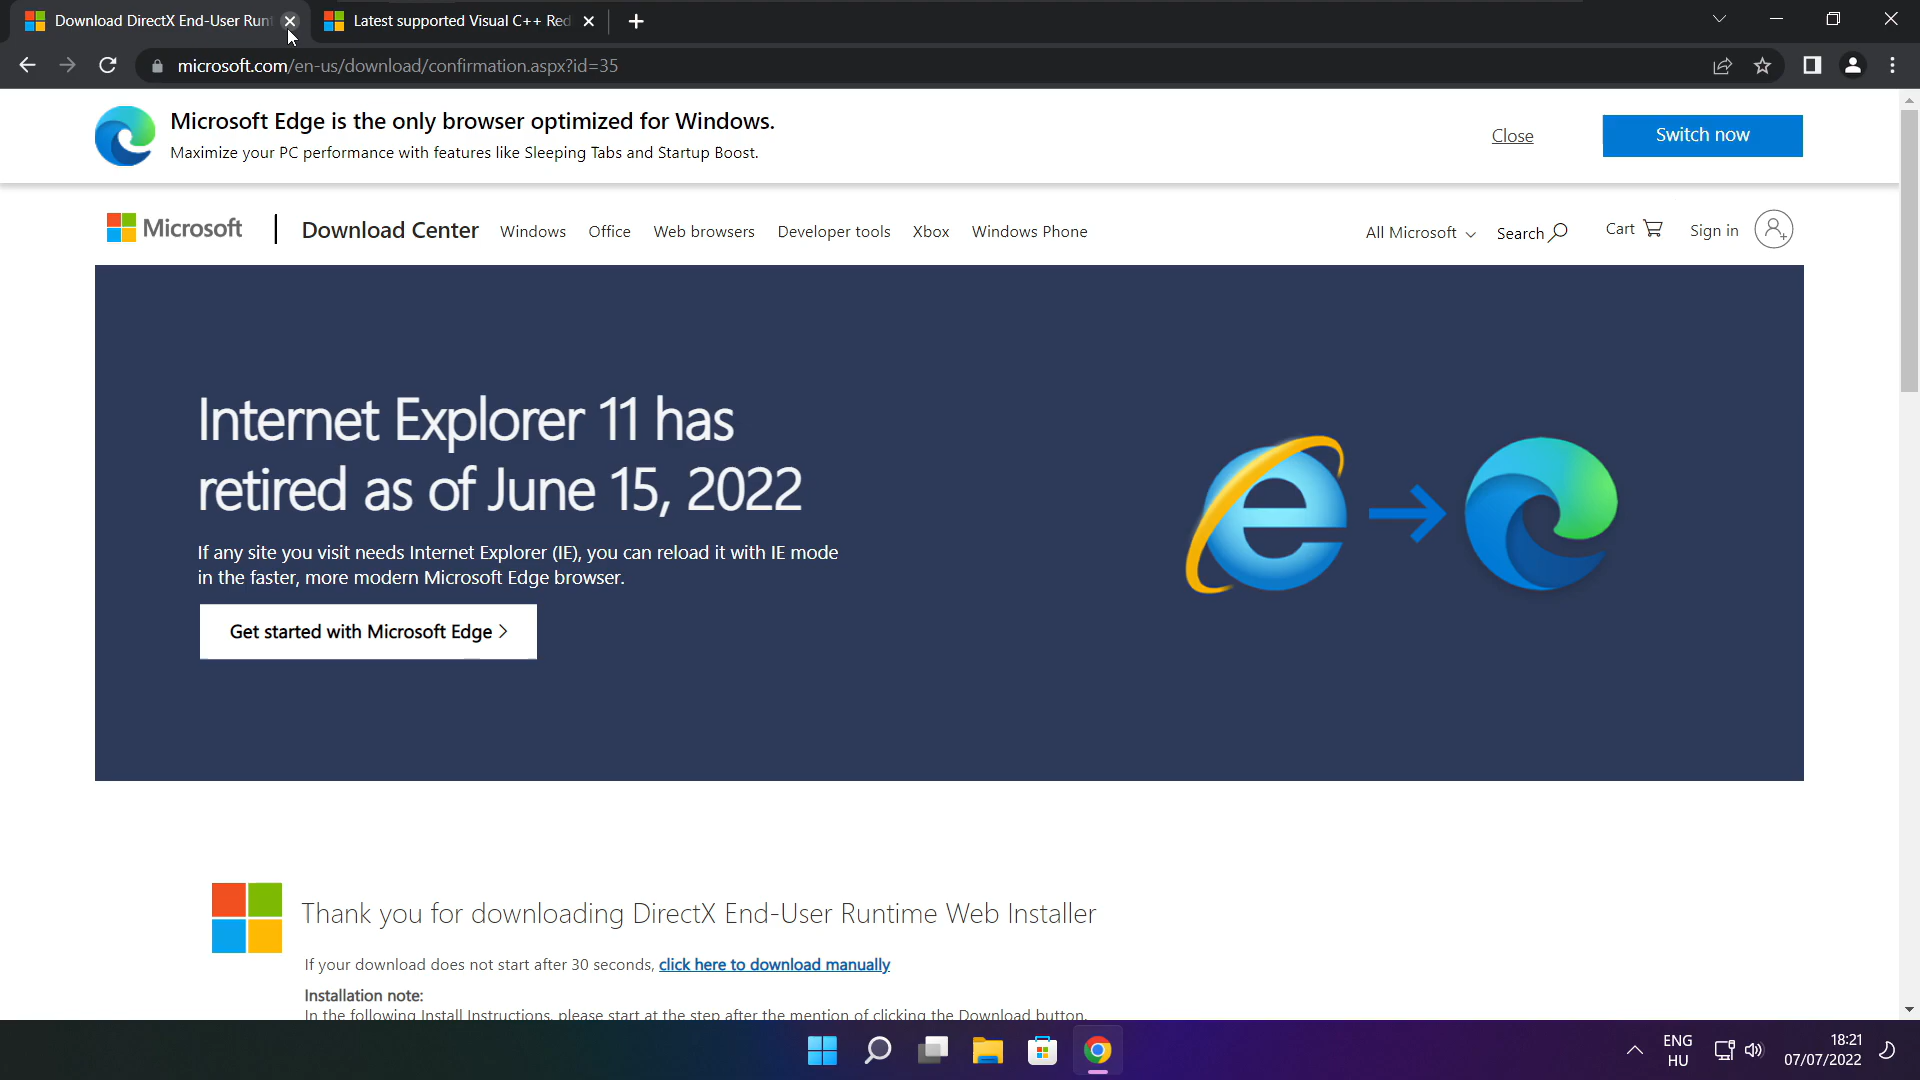 Download DirectX End-User Runt
Latest supported Visual C++ Red
microsoft.com/en-us/download/confirmation.aspx?id=35
Microsoft Edge is the only browser optimized for Windows.
Maximize your PC performance with features like Sleeping Tabs and Startup Boost.
Close
Switch now
Microsoft
Download Center
Windows
Office
Web browsers
Developer tools
Xbox
Windows Phone
All Microsoft
Search
Cart
Sign in
Internet Explorer 11 has
retired as of June 15, 2022
If any site you visit needs Internet Explorer (IE), you can reload it with IE mode
in the faster, more modern Microsoft Edge browser.
Get started with Microsoft Edge >
Thank you for downloading DirectX End-User Runtime Web Installer
If your download does not start after 30 seconds, click here to download manually
Installation note:
In the following Install Instructions, please start at the step after the mention of clicking the Download button.
ENG
HU
18:21
07/07/2022